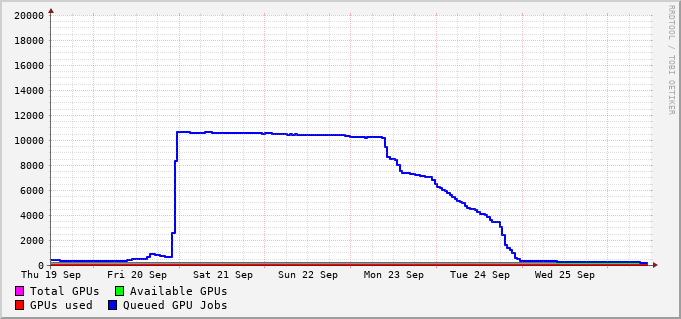 20000
18000
16000
14000
12000
10000
8000
6000
4000
2000
0
Thu 19 Sep Fri 20 Sep Sat 21 Sep Sun 22 Sep Mon 23 Sep Tue 24 Sep Wed 25 Sep
Total GPUs Available GPUs
GPUs used Queued GPU Jobs
RRDTOOL / TOBI OETIKER